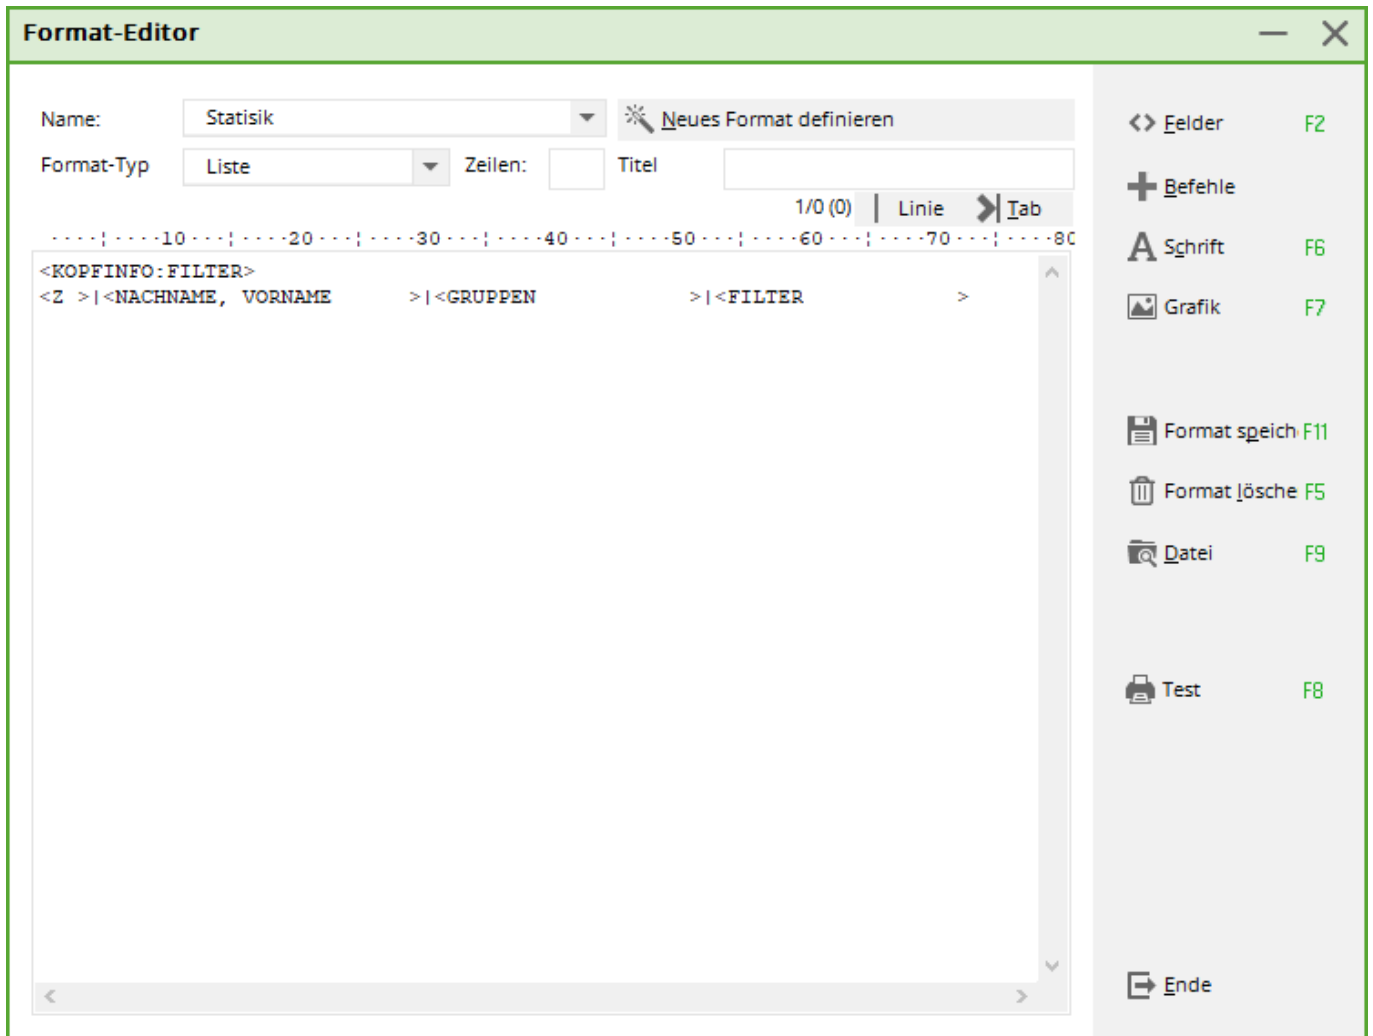 Format-Editor
Name: Statisik Neues Format definieren
Format-Typ Liste Zeilen: Titel
1/0 (0) Linie Tab
····¦····10···¦····20···¦····30···¦····40···¦····50···¦····60···¦····70···¦····80
<KOPFINFO:FILTER>
<Z >|<NACHNAME, VORNAME      >|<GRUPPEN            >|<FILTER            >
Felder F2
Befehle
Schrift F6
Grafik F7
Format speich F11
Format lösche F5
Datei F9
Test F8
Ende